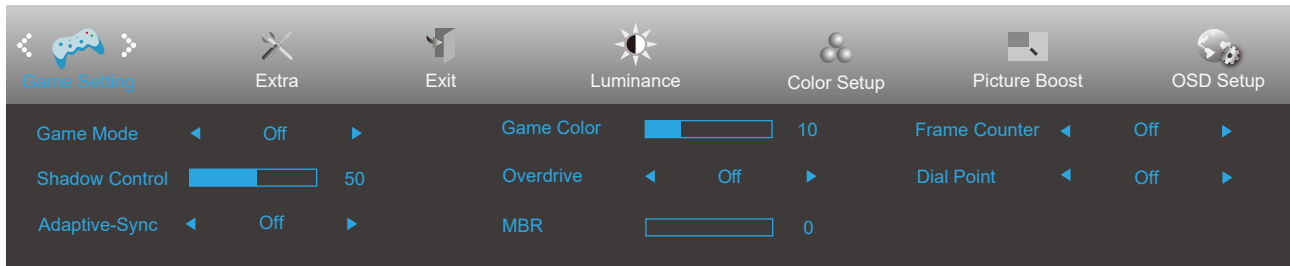 Game Setting
Extra
Exit
Luminance
Color Setup
Picture Boost
OSD Setup
Game Mode Off
Shadow Control 50
Adaptive-Sync Off
Game Color 10
Overdrive Off
MBR 0
Frame Counter Off
Dial Point Off